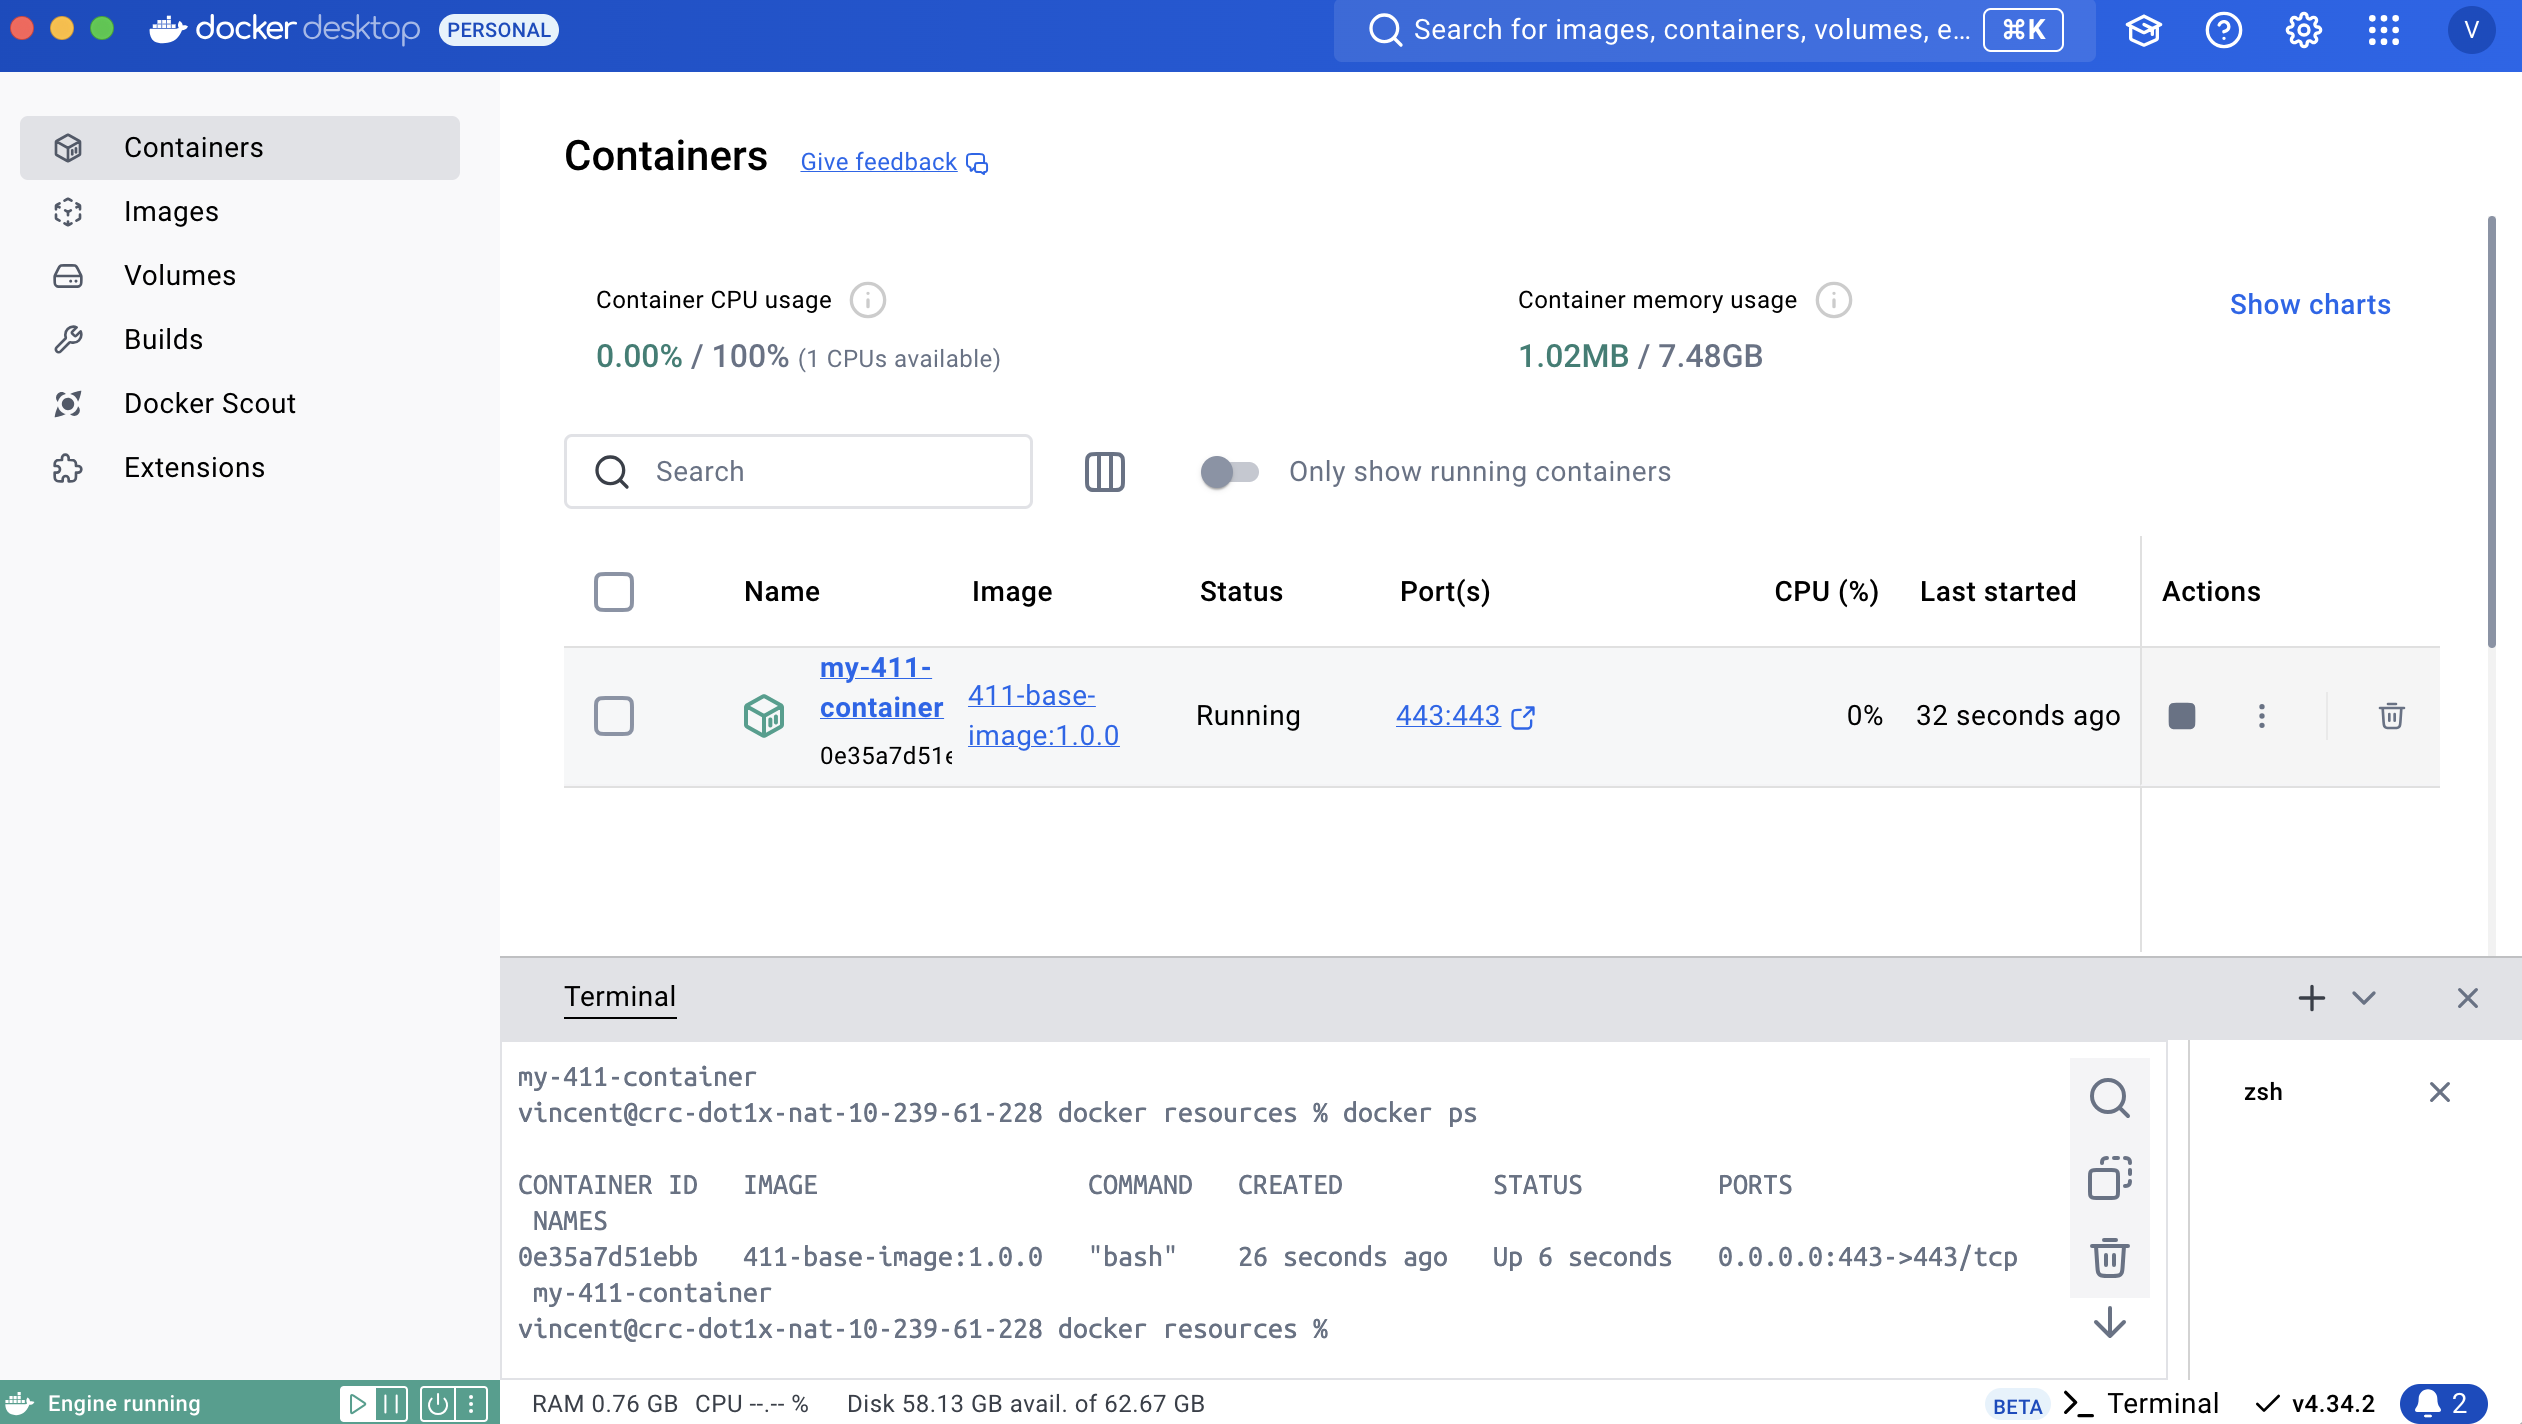 docker desktop PERSONAL
Search for images, containers, volumes, e... ⌘K
V
Containers
Images
Volumes
Builds
Docker Scout
Extensions
Containers
Give feedback
Container CPU usage
0.00% / 100% (1 CPUs available)
Container memory usage
1.02MB / 7.48GB
Show charts
Search
Only show running containers
Name Image Status Port(s) CPU (%) Last started Actions
my-411-
container
0e35a7d51e
411-base-
image:1.0.0
Running
443:443
0%
32 seconds ago
Terminal
my-411-container
vincent@crc-dot1x-nat-10-239-61-228 docker resources % docker ps
CONTAINER ID IMAGE COMMAND CREATED STATUS PORTS
NAMES
0e35a7d51ebb 411-base-image:1.0.0 "bash" 26 seconds ago Up 6 seconds 0.0.0.0:443->443/tcp
my-411-container
vincent@crc-dot1x-nat-10-239-61-228 docker resources %
zsh
Engine running
RAM 0.76 GB CPU --.-- % Disk 58.13 GB avail. of 62.67 GB
BETA >_ Terminal v4.34.2 2